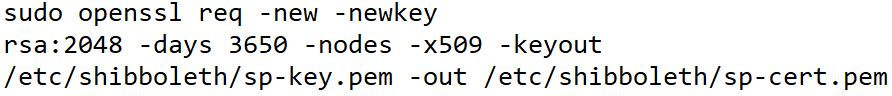 sudo openssl req -new -newkey
rsa:2048 -days 3650 -nodes -x509 -keyout
/etc/shibboleth/sp-key.pem -out /etc/shibboleth/sp-cert.pem